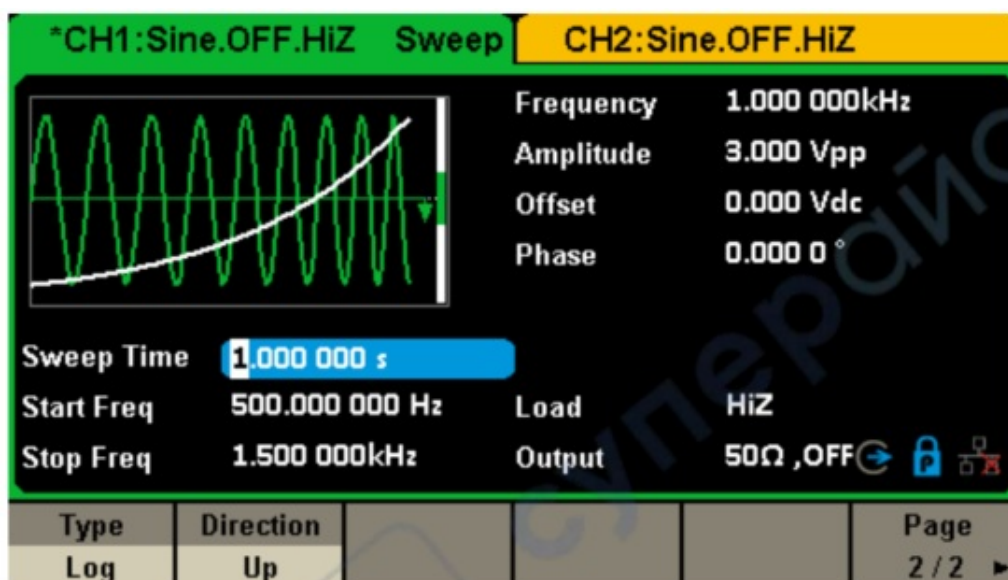 *CH1:Sine.OFF.HiZ Sweep CH2:Sine.OFF.HiZ
Frequency 1.000 000kHz
Amplitude 3.000 Vpp
Offset 0.000 Vdc
Phase 0.000 0 °
Sweep Time 1.000 000 s
Start Freq 500.000 000 Hz Load HiZ
Stop Freq 1.500 000kHz Output 50Ω ,OFF P
Type Direction Page
Log Up 2 / 2
суперайс